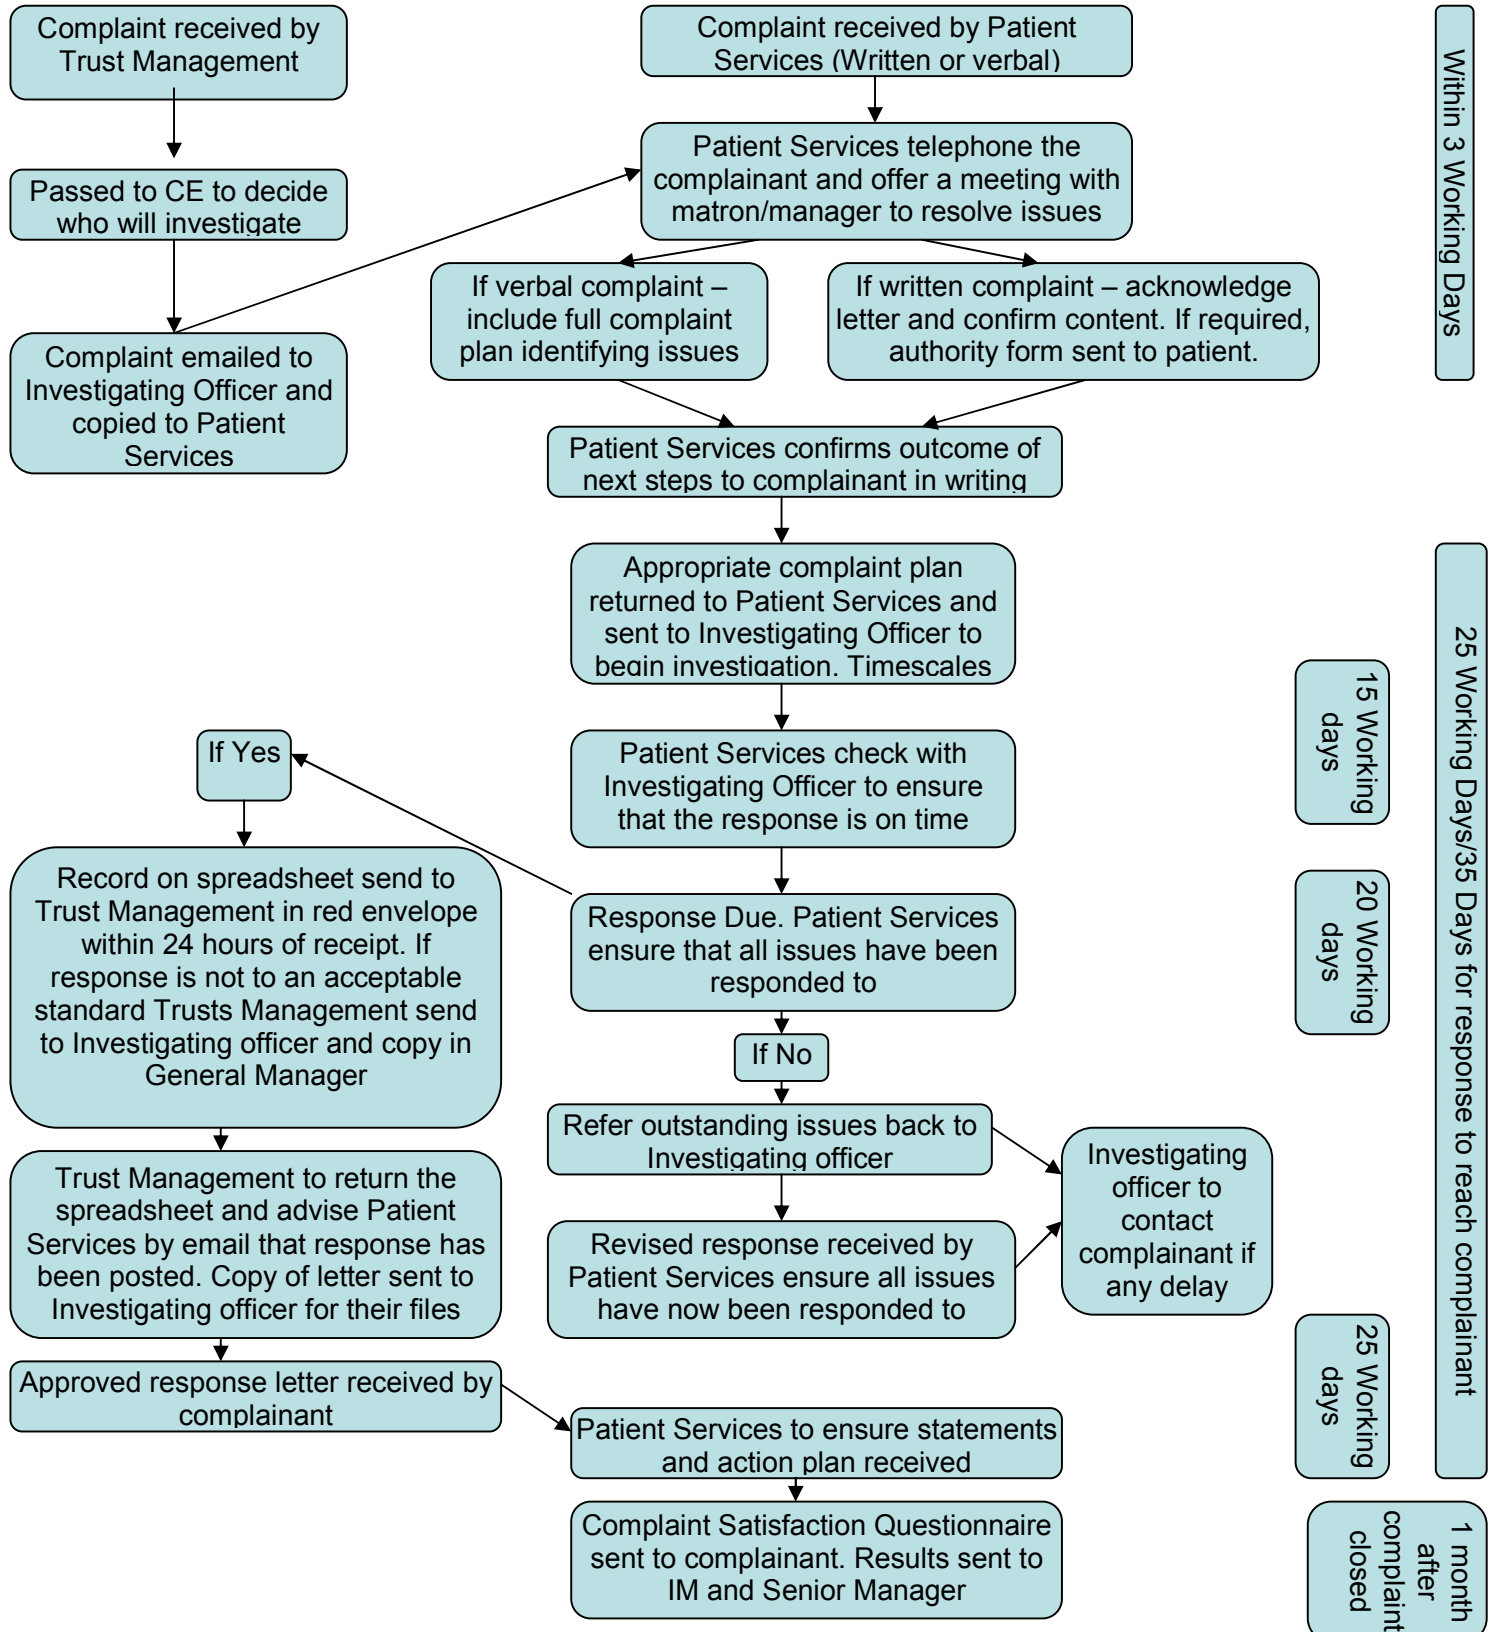 Complaint received by
Trust Management
Complaint received by Patient
Services (Written or verbal)
Within 3 Working Days
Patient Services telephone the
complainant and offer a meeting with
matron/manager to resolve issues
Passed to CE to decide
who will investigate
If verbal complaint –
include full complaint
plan identifying issues
If written complaint – acknowledge
letter and confirm content. If required,
authority form sent to patient.
Complaint emailed to
Investigating Officer and
copied to Patient
Services
Patient Services confirms outcome of
next steps to complainant in writing
Appropriate complaint plan
returned to Patient Services and
sent to Investigating Officer to
begin investigation. Timescales
25 Working Days/35 Days for response to reach complainant
15 Working
days
If Yes
Patient Services check with
Investigating Officer to ensure
that the response is on time
Record on spreadsheet send to
Trust Management in red envelope
within 24 hours of receipt. If
response is not to an acceptable
standard Trusts Management send
to Investigating officer and copy in
General Manager
Response Due. Patient Services
ensure that all issues have been
responded to
20 Working
days
If No
Refer outstanding issues back to
Investigating officer
Investigating
officer to
contact
complainant if
any delay
Trust Management to return the
spreadsheet and advise Patient
Services by email that response has
been posted. Copy of letter sent to
Investigating officer for their files
Revised response received by
Patient Services ensure all issues
have now been responded to
25 Working
days
Approved response letter received by
complainant
Patient Services to ensure statements
and action plan received
Complaint Satisfaction Questionnaire
sent to complainant. Results sent to
IM and Senior Manager
1 month
after
complaint
closed